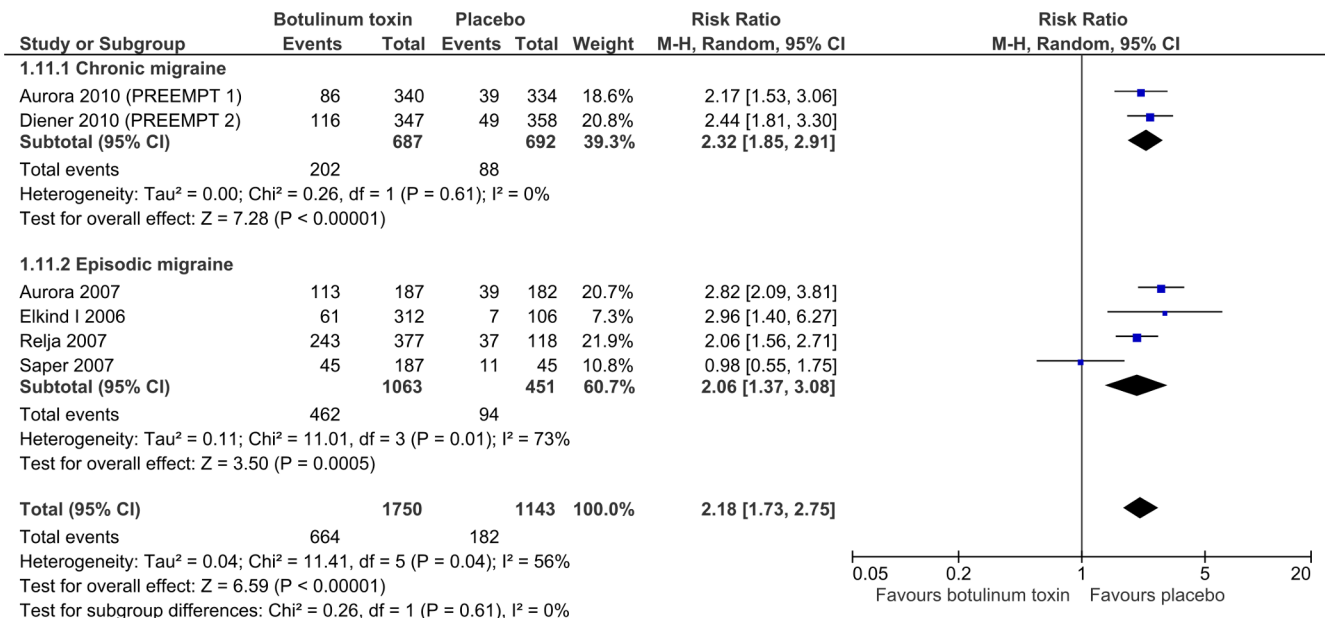 Botulinum toxin Placebo Risk Ratio Risk Ratio
Study or Subgroup Events Total Events Total Weight M-H, Random, 95% CI M-H, Random, 95% CI
1.11.1 Chronic migraine
Aurora 2010 (PREEMPT 1) 86 340 39 334 18.6% 2.17 [1.53, 3.06]
Diener 2010 (PREEMPT 2) 116 347 49 358 20.8% 2.44 [1.81, 3.30]
Subtotal (95% CI) 687 692 39.3% 2.32 [1.85, 2.91]
Total events 202 88
Heterogeneity: Tau² = 0.00; Chi² = 0.26, df = 1 (P = 0.61); I² = 0%
Test for overall effect: Z = 7.28 (P < 0.00001)
1.11.2 Episodic migraine
Aurora 2007 113 187 39 182 20.7% 2.82 [2.09, 3.81]
Elkind I 2006 61 312 7 106 7.3% 2.96 [1.40, 6.27]
Relja 2007 243 377 37 118 21.9% 2.06 [1.56, 2.71]
Saper 2007 45 187 11 45 10.8% 0.98 [0.55, 1.75]
Subtotal (95% CI) 1063 451 60.7% 2.06 [1.37, 3.08]
Total events 462 94
Heterogeneity: Tau² = 0.11; Chi² = 11.01, df = 3 (P = 0.01); I² = 73%
Test for overall effect: Z = 3.50 (P = 0.0005)
Total (95% CI) 1750 1143 100.0% 2.18 [1.73, 2.75]
Total events 664 182
Heterogeneity: Tau² = 0.04; Chi² = 11.41, df = 5 (P = 0.04); I² = 56%
Test for overall effect: Z = 6.59 (P < 0.00001)
Test for subgroup differences: Chi² = 0.26, df = 1 (P = 0.61), I² = 0%
0.05 0.2 1 5 20
Favours botulinum toxin Favours placebo